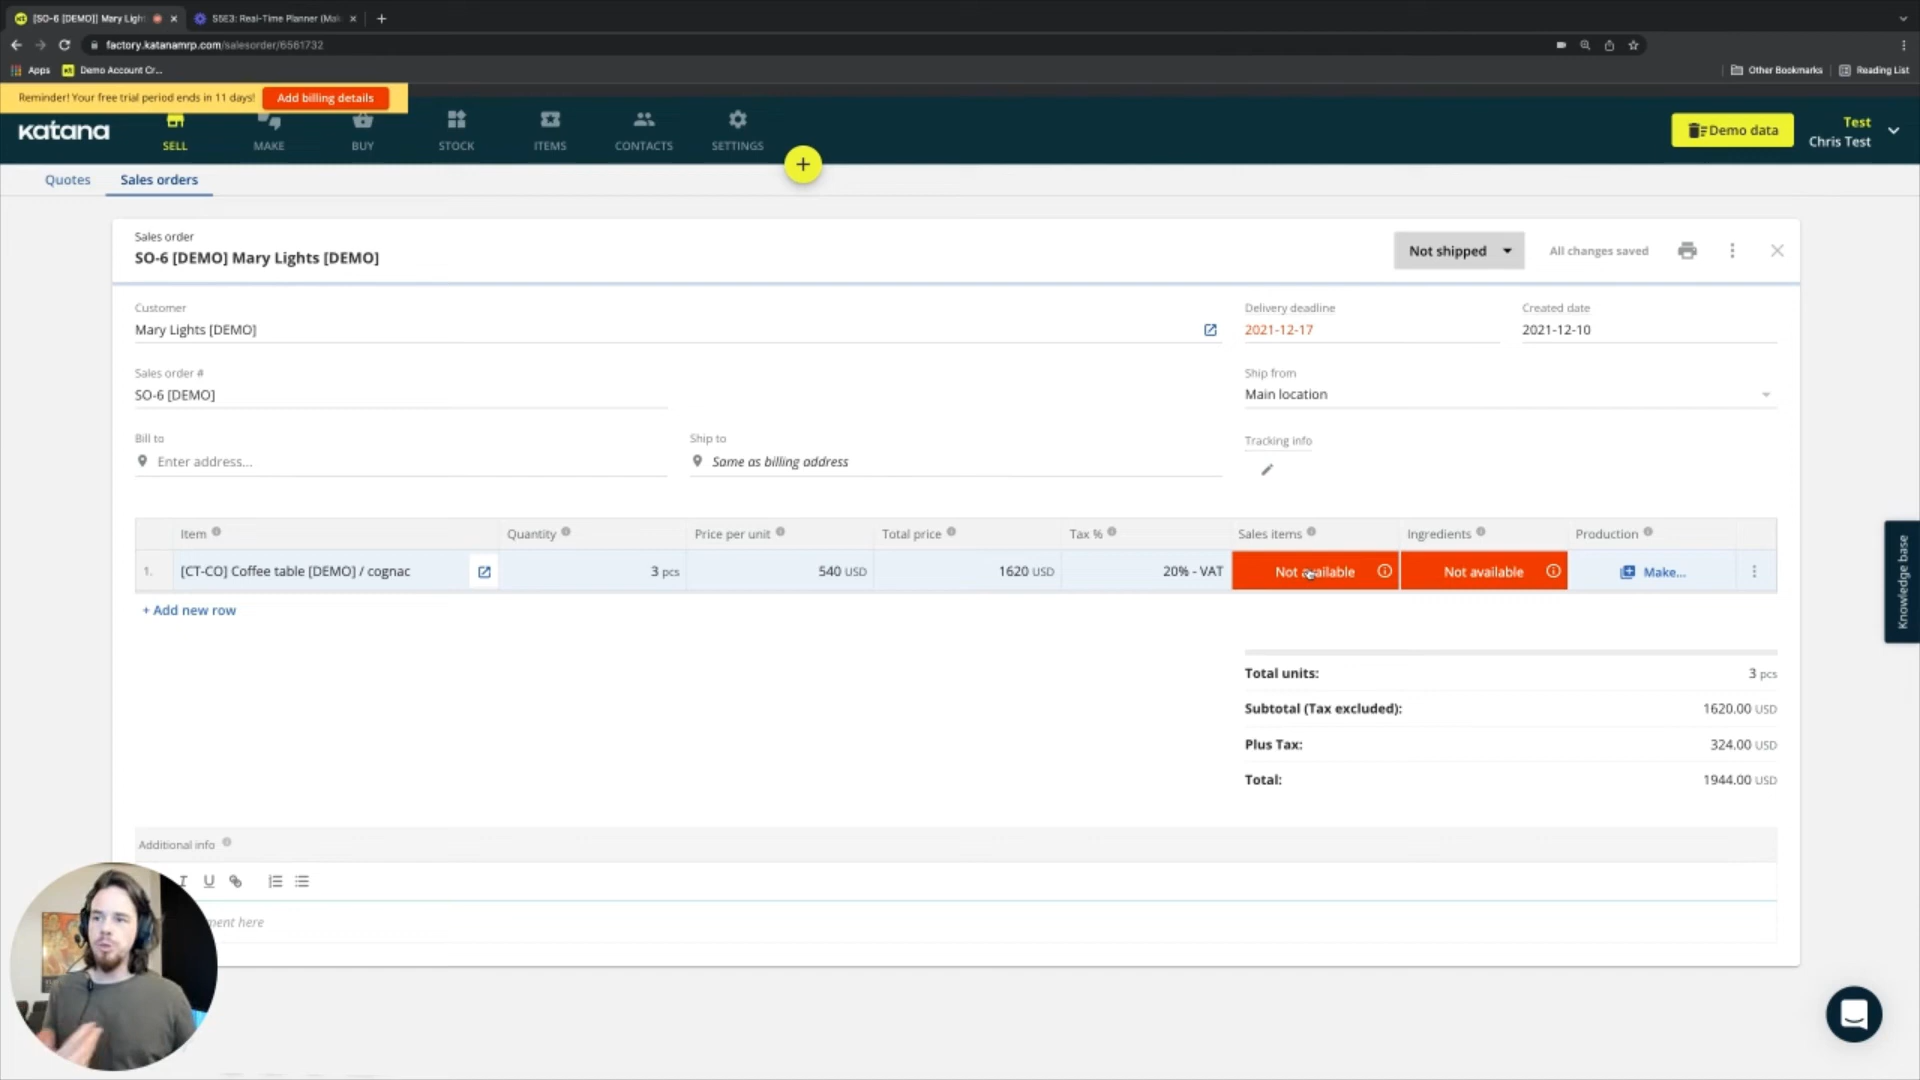 [SO-6 [DEMO]] Mary Ligh
S5E3: Real-Time Planner (Mak
factory.katanamrp.com/salesorder/6561732
Apps
Demo Account Cr...
Other Bookmarks
Reading List
Reminder! Your free trial period ends in 11 days!
Add billing details
katana
SELL
MAKE
BUY
STOCK
ITEMS
CONTACTS
SETTINGS
+
Demo data
Test
Chris Test
Quotes
Sales orders
Sales order
SO-6 [DEMO] Mary Lights [DEMO]
Not shipped
All changes saved
Customer
Mary Lights [DEMO]
Delivery deadline
2021-12-17
Created date
2021-12-10
Sales order #
SO-6 [DEMO]
Ship from
Main location
Bill to
Enter address...
Ship to
Same as billing address
Tracking info
Item
Quantity
Price per unit
Total price
Tax %
Sales items
Ingredients
Production
1.
[CT-CO] Coffee table [DEMO] / cognac
3 pcs
540 USD
1620 USD
20% - VAT
Not available
Not available
Make...
+ Add new row
Knowledge base
Total units:
3 pcs
Subtotal (Tax excluded):
1620.00 USD
Plus Tax:
324.00 USD
Total:
1944.00 USD
Additional info
I
U
here